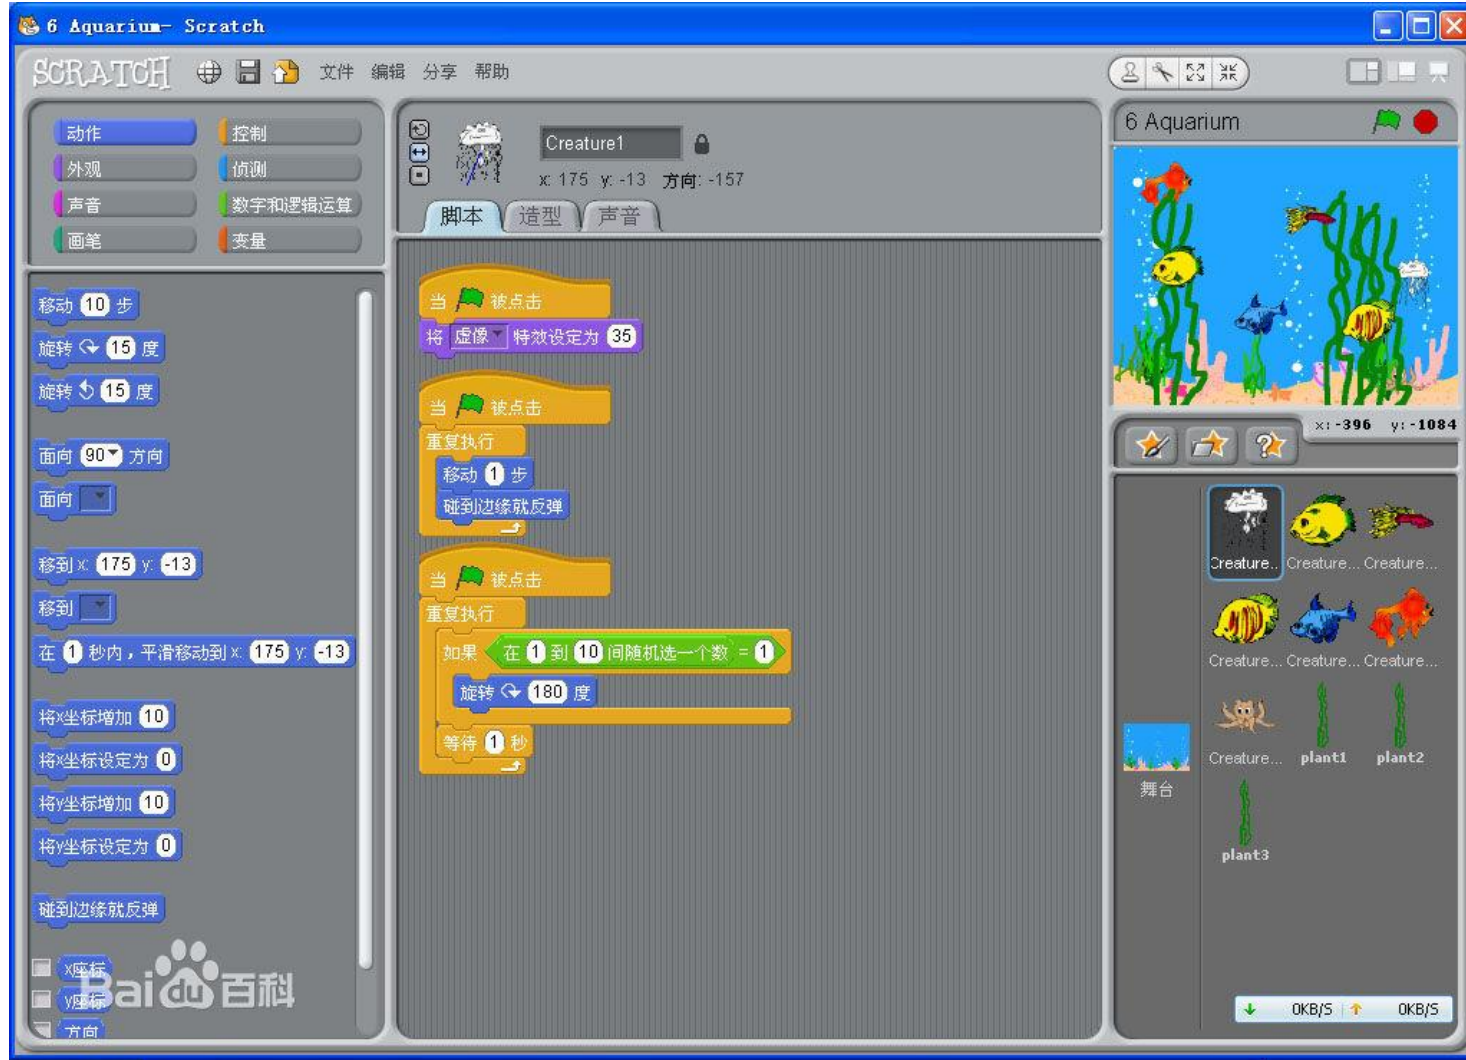 6 Aquarium- Scratch
SCRATCH 文件 编辑 分享 帮助
动作 控制
外观 侦测
声音 数字和逻辑运算
画笔 变量
移动 10 步
旋转 15 度
旋转 15 度
面向 90 方向
面向
移到 x: 175 y: -13
移到
在 1 秒内，平滑移动到 x: 175 y: -13
将x坐标增加 10
将x坐标设定为 0
将y坐标增加 10
将y坐标设定为 0
碰到边缘就反弹
x座标
y座标
方向
Baidu百科
Creature1
x: 175 y: -13 方向: -157
脚本 造型 声音
当 被点击
将 虚像 特效设定为 35
当 被点击
重复执行
移动 1 步
碰到边缘就反弹
当 被点击
重复执行
如果 在 1 到 10 间随机选一个数 = 1
旋转 180 度
等待 1 秒
6 Aquarium
x: -396 y: -1084
舞台
Creature... Creature... Creature...
Creature... Creature... Creature...
Creature... plant1 plant2
plant3
0KB/S 0KB/S